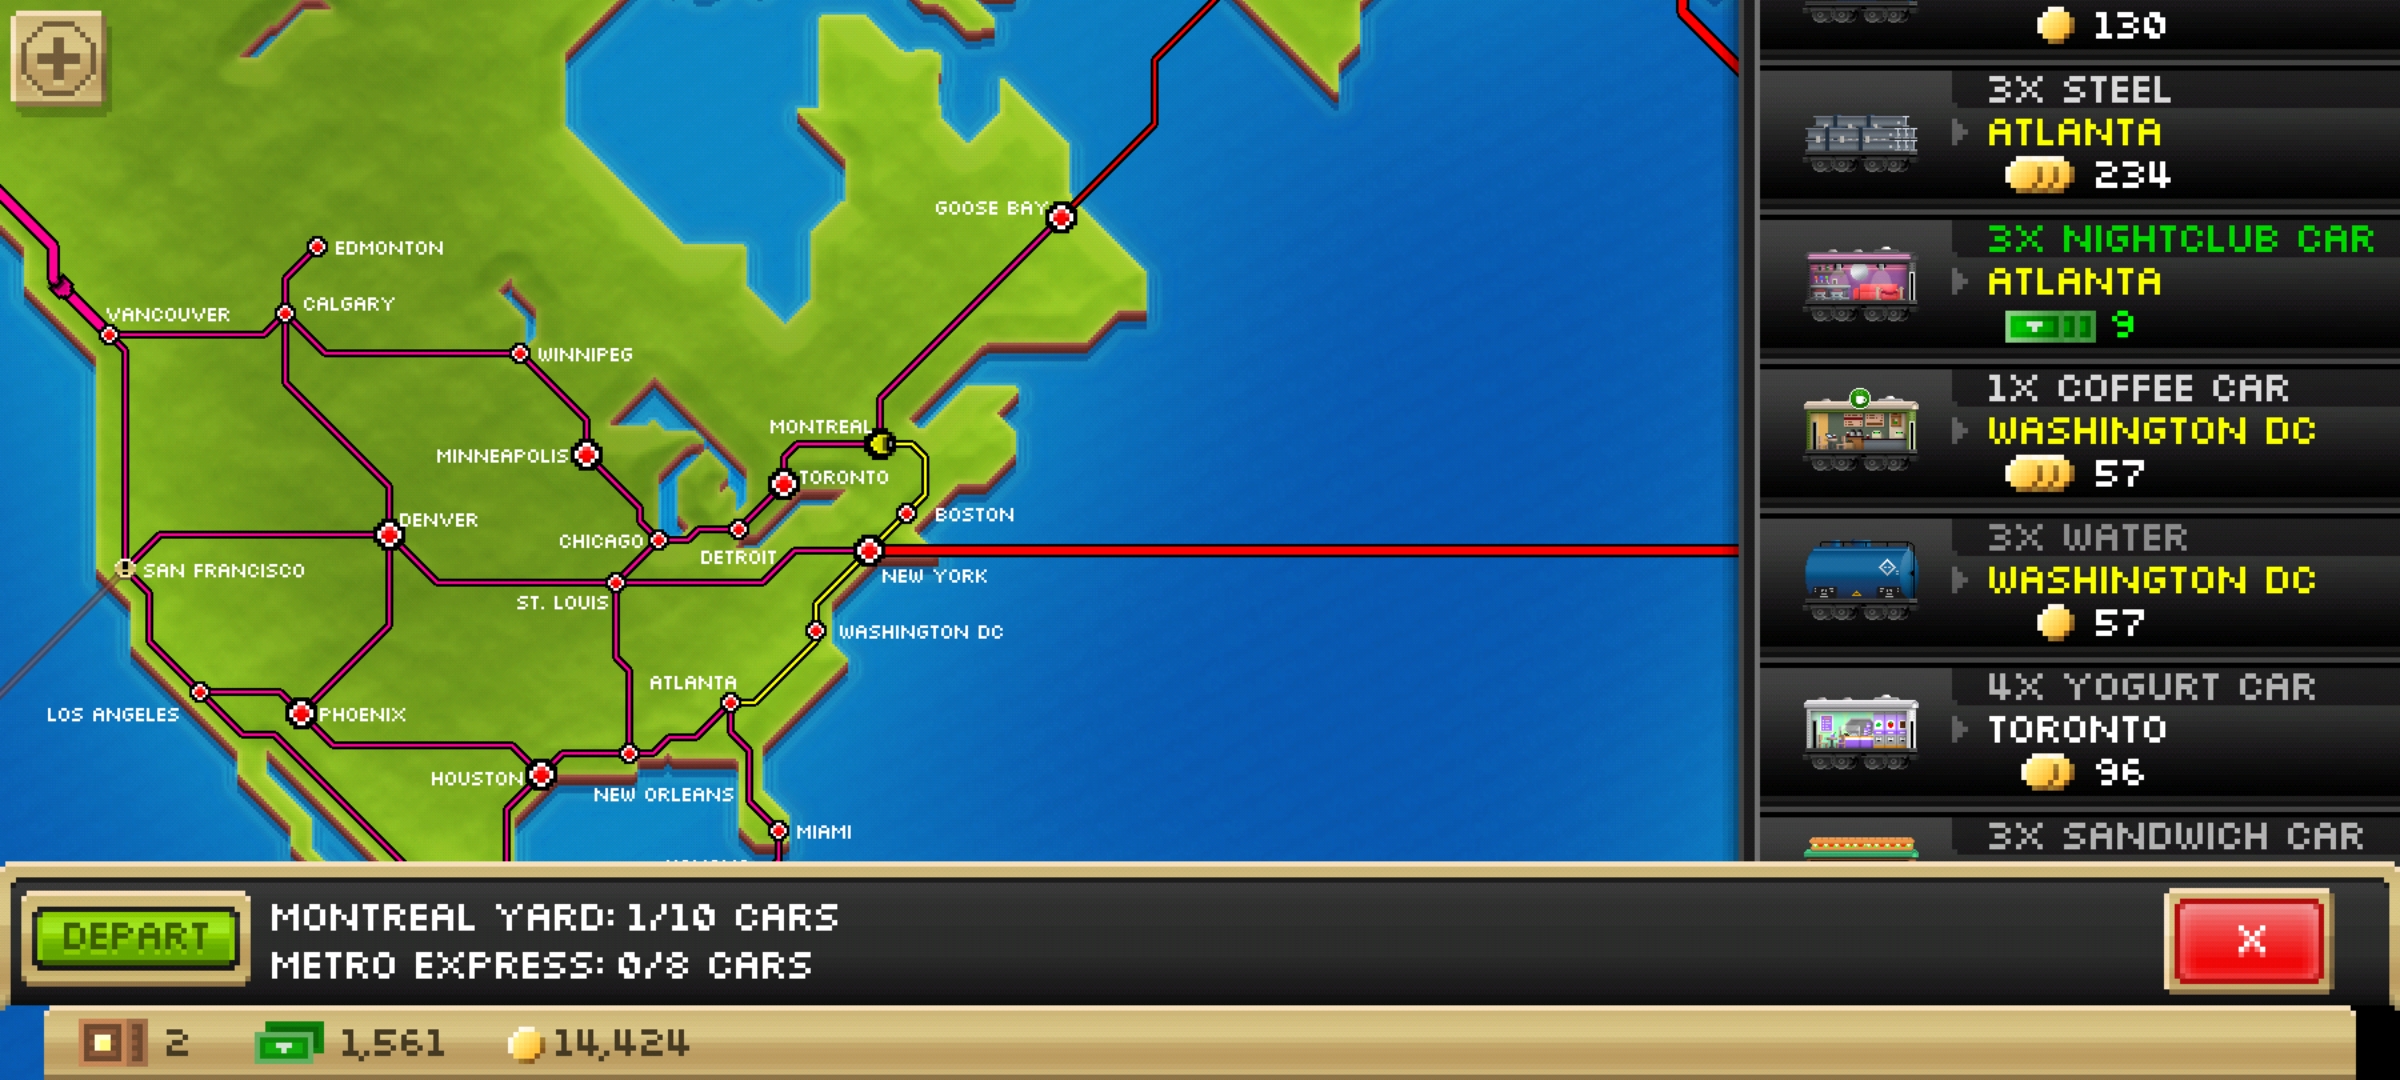 GOOSE BAY
EDMONTON
CALGARY
VANCOUVER
WINNIPEG
MONTREAL
MINNEAPOLIS
TORONTO
BOSTON
DENVER
CHICAGO
DETROIT
SAN FRANCISCO
NEW YORK
ST. LOUIS
WASHINGTON DC
ATLANTA
LOS ANGELES
PHOENIX
HOUSTON
NEW ORLEANS
MIAMI
130
3X STEEL
ATLANTA
234
3X NIGHTCLUB CAR
ATLANTA
9
1X COFFEE CAR
WASHINGTON DC
57
3X WATER
WASHINGTON DC
57
4X YOGURT CAR
TORONTO
96
3X SANDWICH CAR
DEPART
MONTREAL YARD: 1/10 CARS
METRO EXPRESS: 0/8 CARS
X
2
1,561
14,424